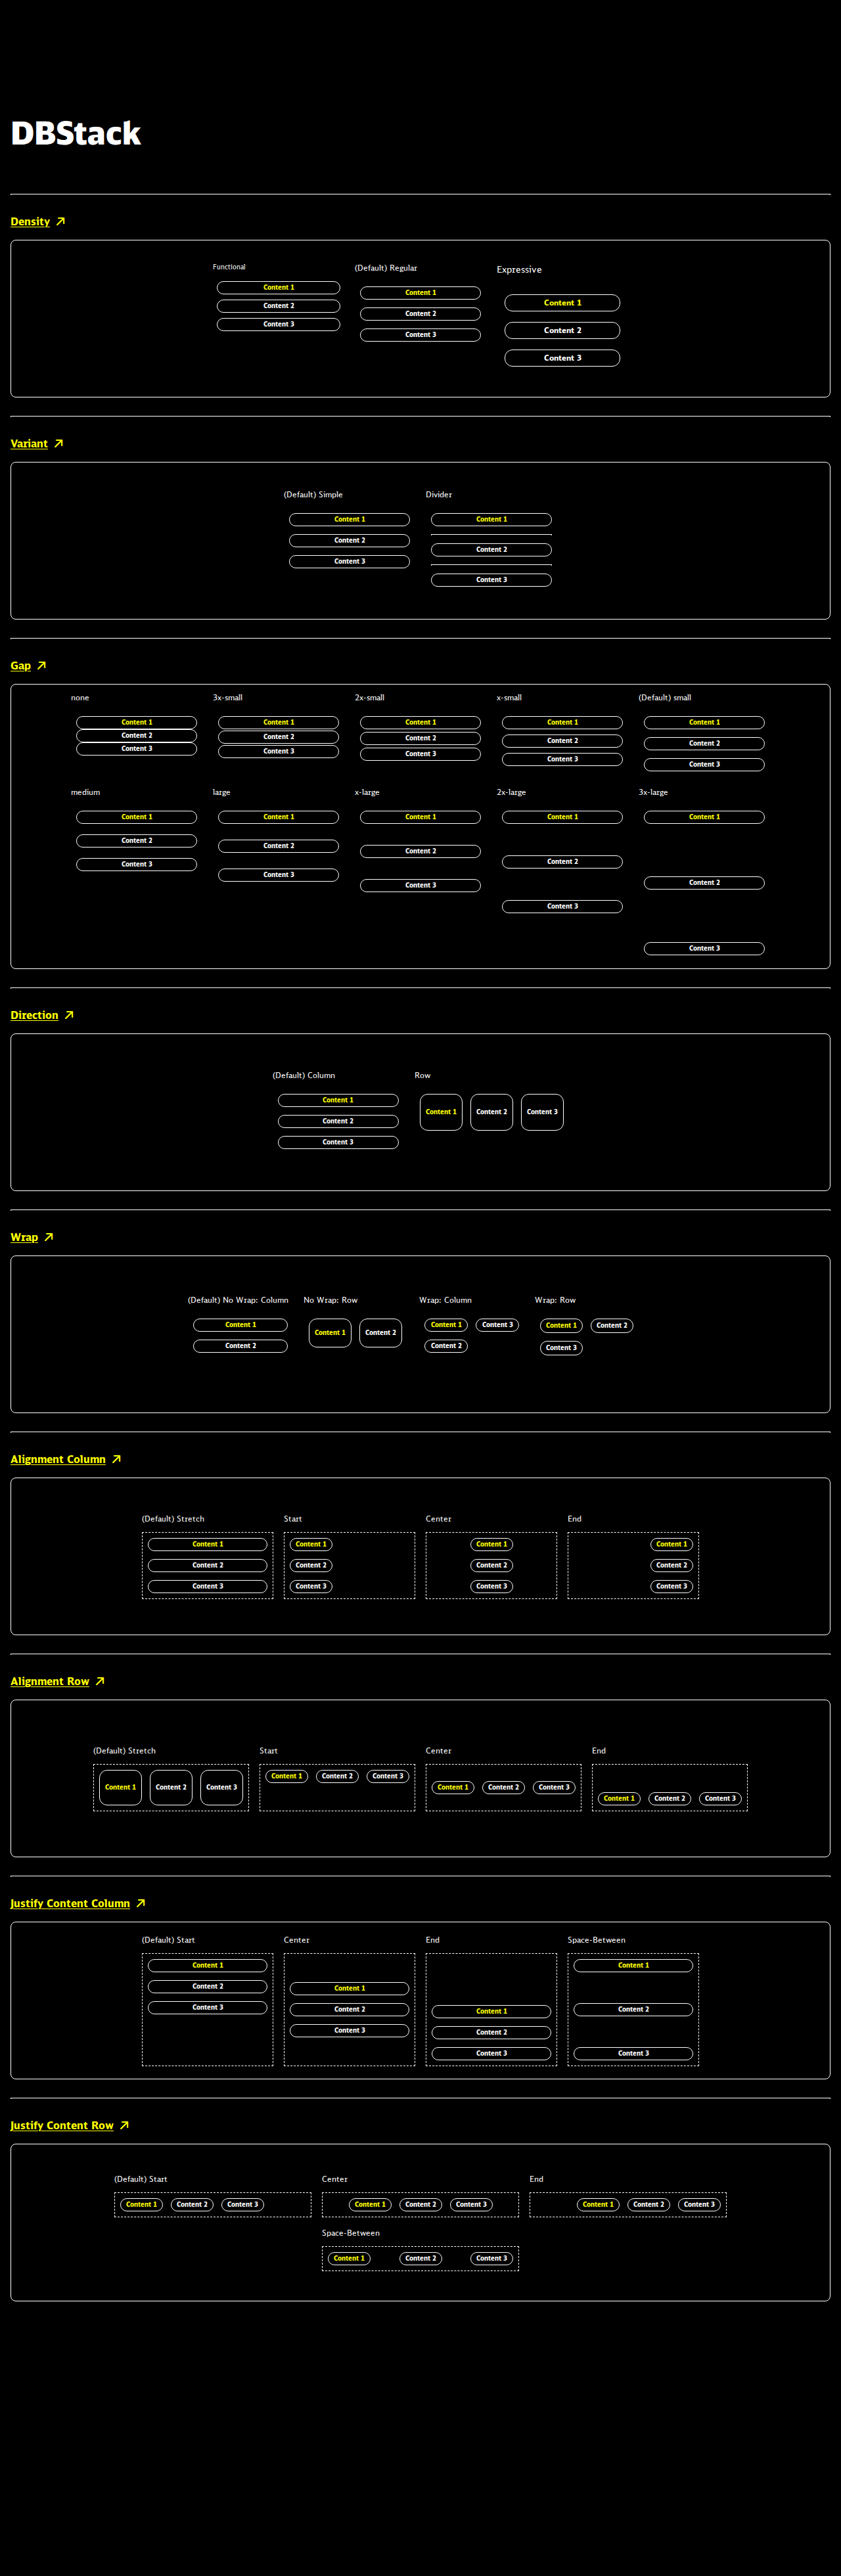 DBStack
Density
Functional (Default) Regular Expressive
Content 1 Content 1 Content 1
Content 2 Content 2 Content 2
Content 3 Content 3 Content 3
Variant
(Default) Simple Divider
Content 1 Content 1
Content 2 Content 2
Content 3 Content 3
Gap
none 3x-small 2x-small x-small (Default) small
Content 1 Content 1 Content 1 Content 1 Content 1
Content 2 Content 2 Content 2 Content 2 Content 2
Content 3 Content 3 Content 3 Content 3 Content 3
medium large x-large 2x-large 3x-large
Content 1 Content 1 Content 1 Content 1 Content 1
Content 2 Content 2 Content 2 Content 2 Content 2
Content 3 Content 3 Content 3 Content 3 Content 3
Direction
(Default) Column Row
Content 1 Content 1 Content 2 Content 3
Content 2
Content 3
Wrap
(Default) No Wrap: Column No Wrap: Row Wrap: Column Wrap: Row
Content 1 Content 1 Content 2 Content 1 Content 3 Content 1 Content 2
Content 2 Content 2 Content 3
Alignment Column
(Default) Stretch Start Center End
Content 1 Content 1 Content 1 Content 1
Content 2 Content 2 Content 2 Content 2
Content 3 Content 3 Content 3 Content 3
Alignment Row
(Default) Stretch Start Center End
Content 1 Content 2 Content 3 Content 1 Content 2 Content 3 Content 1 Content 2 Content 3 Content 1 Content 2 Content 3
Justify Content Column
(Default) Start Center End Space-Between
Content 1 Content 1 Content 1 Content 1
Content 2 Content 2 Content 2 Content 2
Content 3 Content 3 Content 3 Content 3
Justify Content Row
(Default) Start Center End
Content 1 Content 2 Content 3 Content 1 Content 2 Content 3 Content 1 Content 2 Content 3
Space-Between
Content 1 Content 2 Content 3